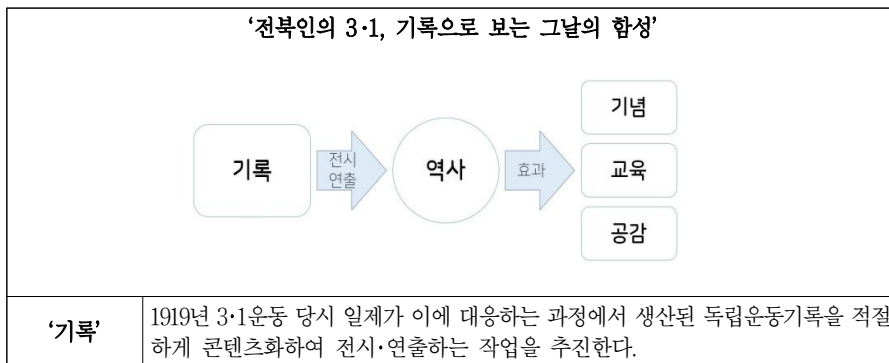 ‘전북인의 3·1, 기록으로 보는 그날의 함성’
기록
전시
연출
역사
효과
기념
교육
공감
‘기록’
1919년 3·1운동 당시 일제가 이에 대응하는 과정에서 생산된 독립운동기록을 적절
하게 콘텐츠화하여 전시·연출하는 작업을 추진한다.